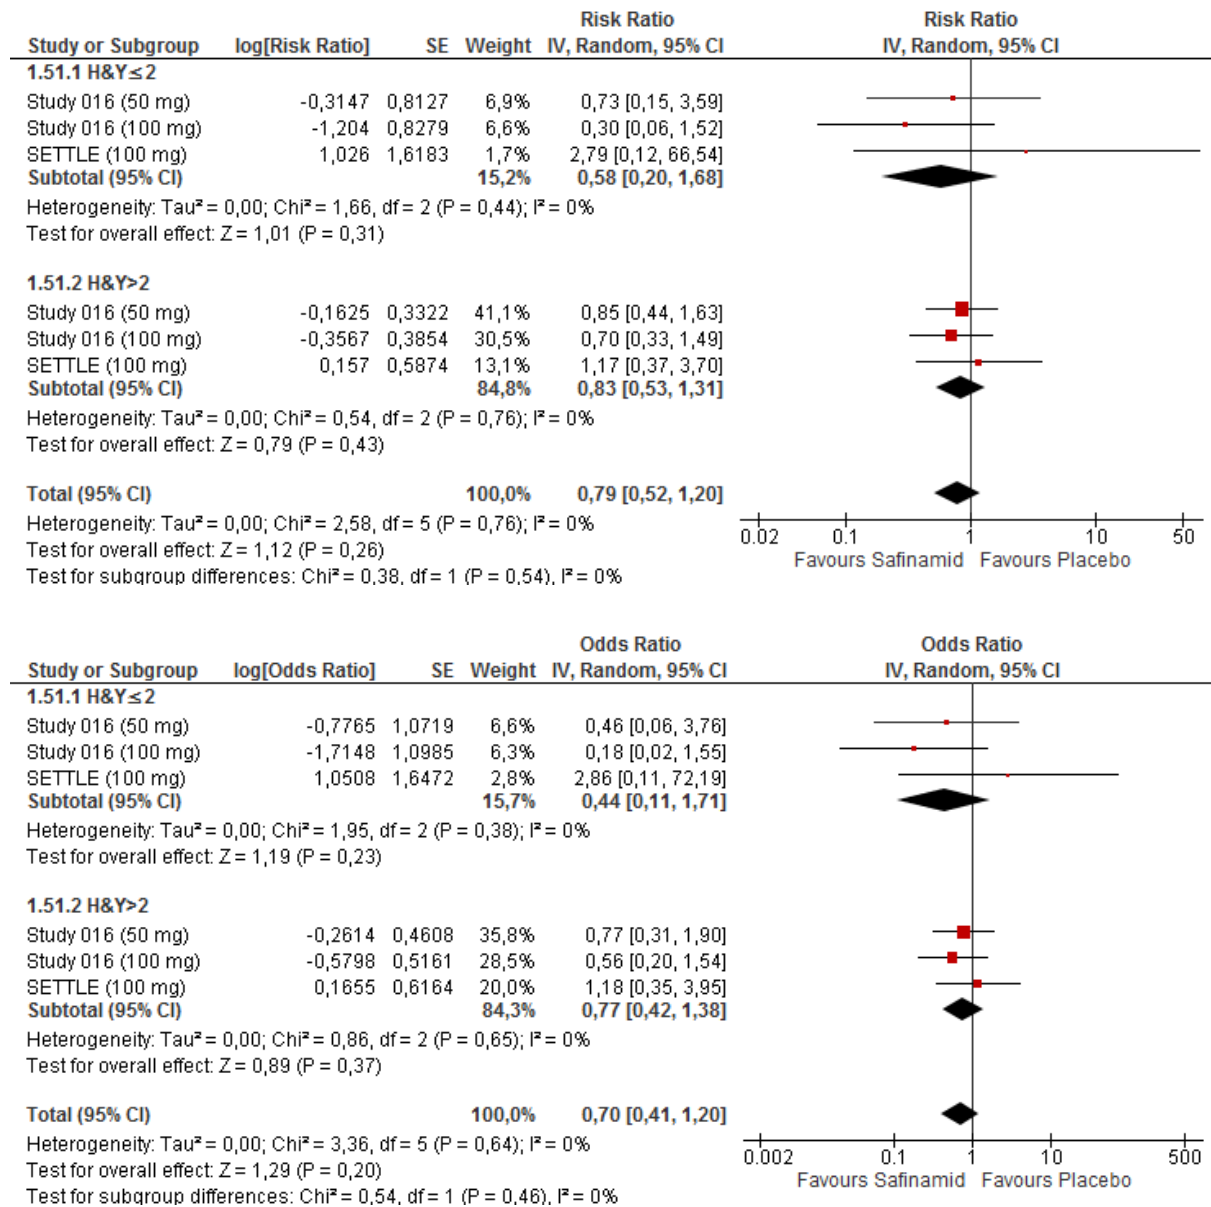 Risk Ratio Risk Ratio
Study or Subgroup log[Risk Ratio] SE Weight IV, Random, 95% CI IV, Random, 95% CI
1.51.1 H&Y≤2
Study 016 (50 mg) -0,3147 0,8127 6,9% 0,73 [0,15, 3,59]
Study 016 (100 mg) -1,204 0,8279 6,6% 0,30 [0,06, 1,52]
SETTLE (100 mg) 1,026 1,6183 1,7% 2,79 [0,12, 66,54]
Subtotal (95% CI) 15,2% 0,58 [0,20, 1,68]
Heterogeneity: Tau² = 0,00; Chi² = 1,66, df = 2 (P = 0,44); I² = 0%
Test for overall effect: Z = 1,01 (P = 0,31)
1.51.2 H&Y>2
Study 016 (50 mg) -0,1625 0,3322 41,1% 0,85 [0,44, 1,63]
Study 016 (100 mg) -0,3567 0,3854 30,5% 0,70 [0,33, 1,49]
SETTLE (100 mg) 0,157 0,5874 13,1% 1,17 [0,37, 3,70]
Subtotal (95% CI) 84,8% 0,83 [0,53, 1,31]
Heterogeneity: Tau² = 0,00; Chi² = 0,54, df = 2 (P = 0,76); I² = 0%
Test for overall effect: Z = 0,79 (P = 0,43)
Total (95% CI) 100,0% 0,79 [0,52, 1,20]
Heterogeneity: Tau² = 0,00; Chi² = 2,58, df = 5 (P = 0,76); I² = 0%
Test for overall effect: Z = 1,12 (P = 0,26)
Test for subgroup differences: Chi² = 0,38, df = 1 (P = 0,54), I² = 0%
0.02 0.1 1 10 50
Favours Safinamid Favours Placebo
Odds Ratio Odds Ratio
Study or Subgroup log[Odds Ratio] SE Weight IV, Random, 95% CI IV, Random, 95% CI
1.51.1 H&Y≤2
Study 016 (50 mg) -0,7765 1,0719 6,6% 0,46 [0,06, 3,76]
Study 016 (100 mg) -1,7148 1,0985 6,3% 0,18 [0,02, 1,55]
SETTLE (100 mg) 1,0508 1,6472 2,8% 2,86 [0,11, 72,19]
Subtotal (95% CI) 15,7% 0,44 [0,11, 1,71]
Heterogeneity: Tau² = 0,00; Chi² = 1,95, df = 2 (P = 0,38); I² = 0%
Test for overall effect: Z = 1,19 (P = 0,23)
1.51.2 H&Y>2
Study 016 (50 mg) -0,2614 0,4608 35,8% 0,77 [0,31, 1,90]
Study 016 (100 mg) -0,5798 0,5161 28,5% 0,56 [0,20, 1,54]
SETTLE (100 mg) 0,1655 0,6164 20,0% 1,18 [0,35, 3,95]
Subtotal (95% CI) 84,3% 0,77 [0,42, 1,38]
Heterogeneity: Tau² = 0,00; Chi² = 0,86, df = 2 (P = 0,65); I² = 0%
Test for overall effect: Z = 0,89 (P = 0,37)
Total (95% CI) 100,0% 0,70 [0,41, 1,20]
Heterogeneity: Tau² = 0,00; Chi² = 3,36, df = 5 (P = 0,64); I² = 0%
Test for overall effect: Z = 1,29 (P = 0,20)
Test for subgroup differences: Chi² = 0,54, df = 1 (P = 0,46), I² = 0%
0.002 0.1 1 10 500
Favours Safinamid Favours Placebo